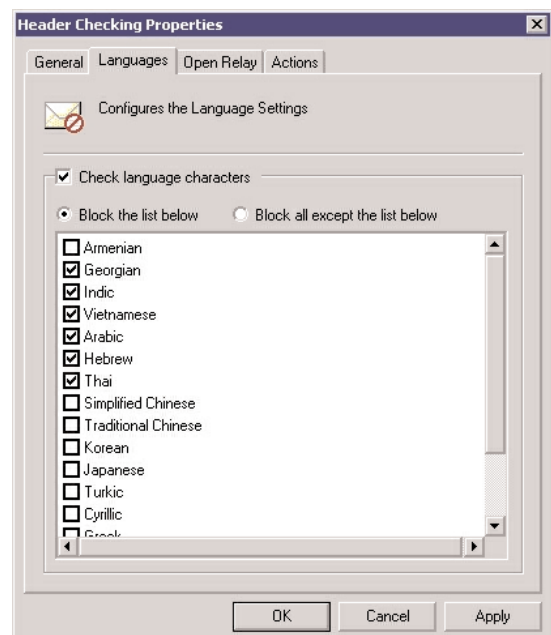 Header Checking Properties
General Languages Open Relay Actions
Configures the Language Settings
Check language characters
Block the list below Block all except the list below
Armenian
Georgian
Indic
Vietnamese
Arabic
Hebrew
Thai
Simplified Chinese
Traditional Chinese
Korean
Japanese
Turkic
Cyrillic
Greek
OK Cancel Apply